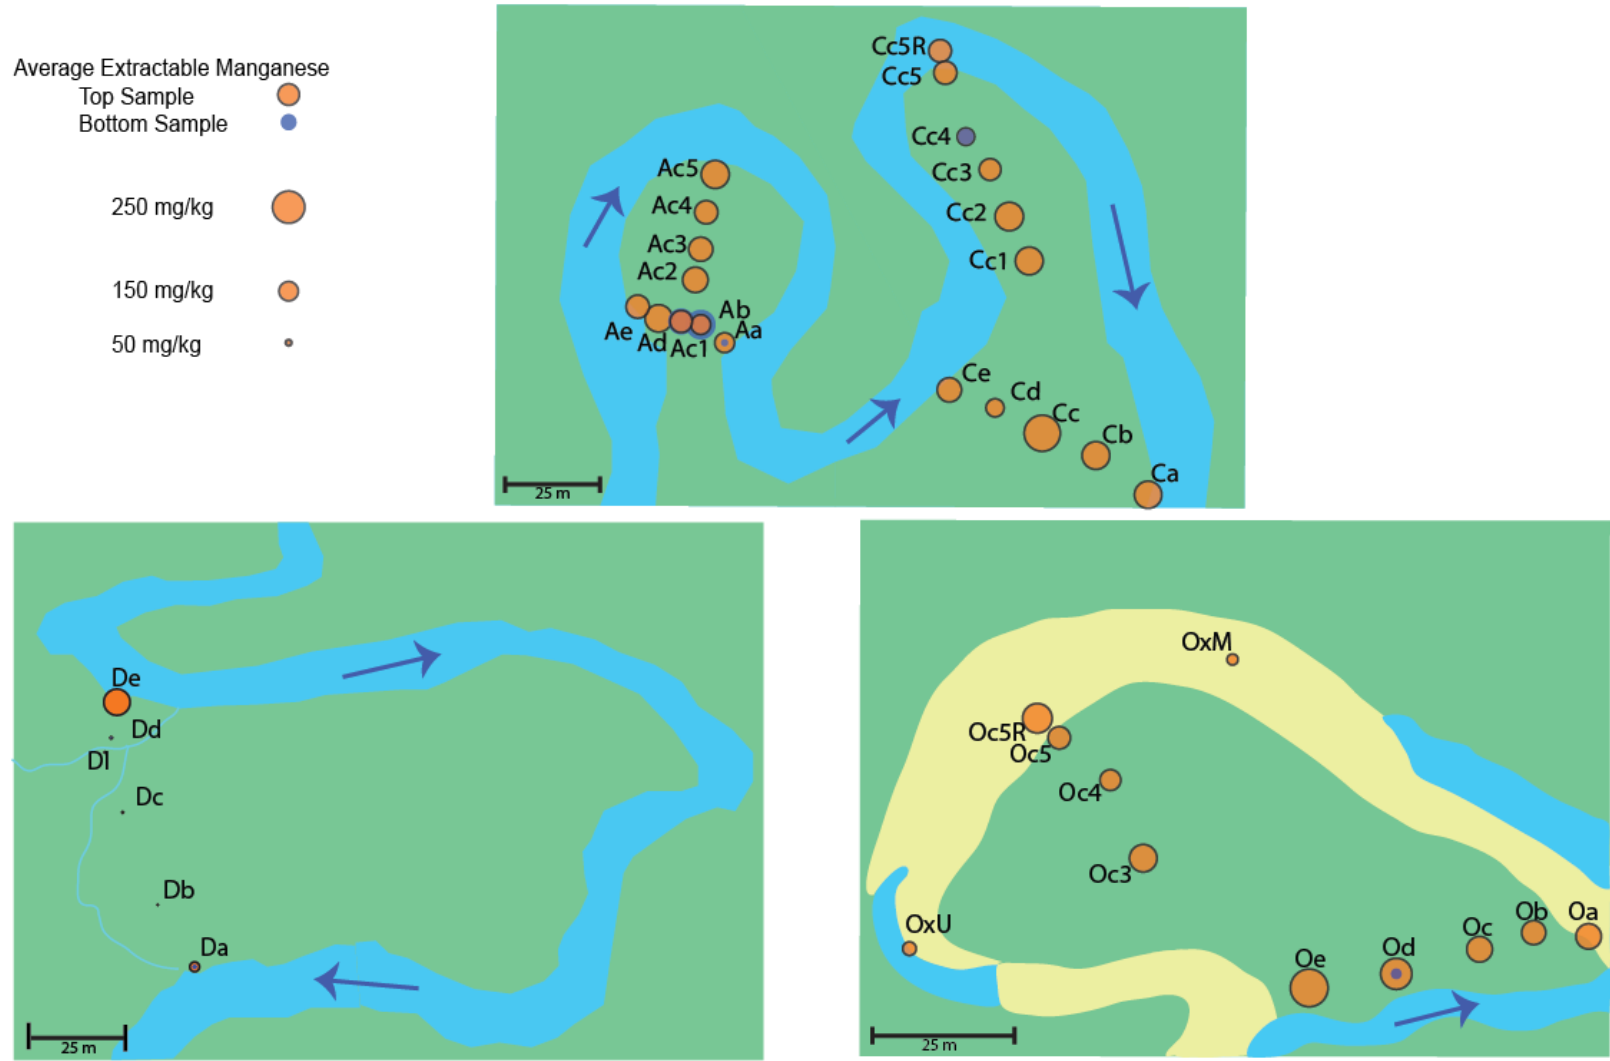 Average Extractable Manganese
Top Sample
Bottom Sample
250 mg/kg
150 mg/kg
50 mg/kg
Cc5R
Cc5
Cc4
Cc3
Cc2
Cc1
Ac5
Ac4
Ac3
Ac2
Ab
Aa
Ae
Ad
Ac1
Ce
Cd
Cc
Cb
Ca
25 m
De
Dd
Dl
Dc
Db
Da
25 m
OxM
Oc5R
Oc5
Oc4
Oc3
OxU
Oe
Od
Oc
Ob
Oa
25 m